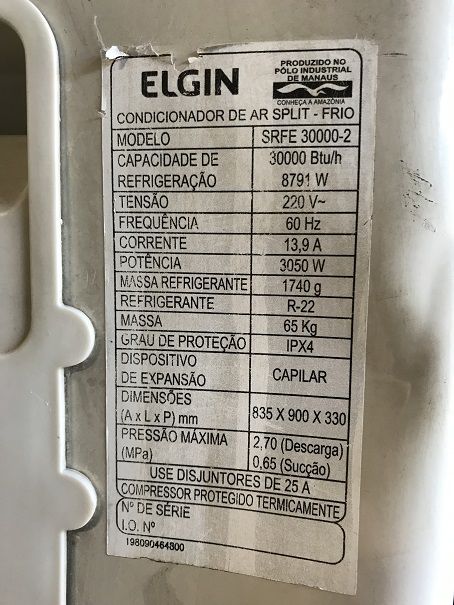 ELGIN
PRODUZIDO NO
PÓLO INDUSTRIAL
DE MANAUS
CONHEÇA A AMAZÔNIA
CONDICIONADOR DE AR SPLIT - FRIO
MODELO SRFE 30000-2
CAPACIDADE DE 30000 Btu/h
REFRIGERAÇÃO 8791 W
TENSÃO 220 V~
FREQUÊNCIA 60 Hz
CORRENTE 13,9 A
POTÊNCIA 3050 W
MASSA REFRIGERANTE 1740 g
REFRIGERANTE R-22
MASSA 65 Kg
GRAU DE PROTEÇÃO IPX4
DISPOSITIVO
DE EXPANSÃO CAPILAR
DIMENSÕES
(A x L x P) mm 835 X 900 X 330
PRESSÃO MÁXIMA 2,70 (Descarga)
(MPa) 0,65 (Sucção)
USE DISJUNTORES DE 25 A
COMPRESSOR PROTEGIDO TERMICAMENTE
Nº DE SÉRIE
I.O. Nº
198090464300